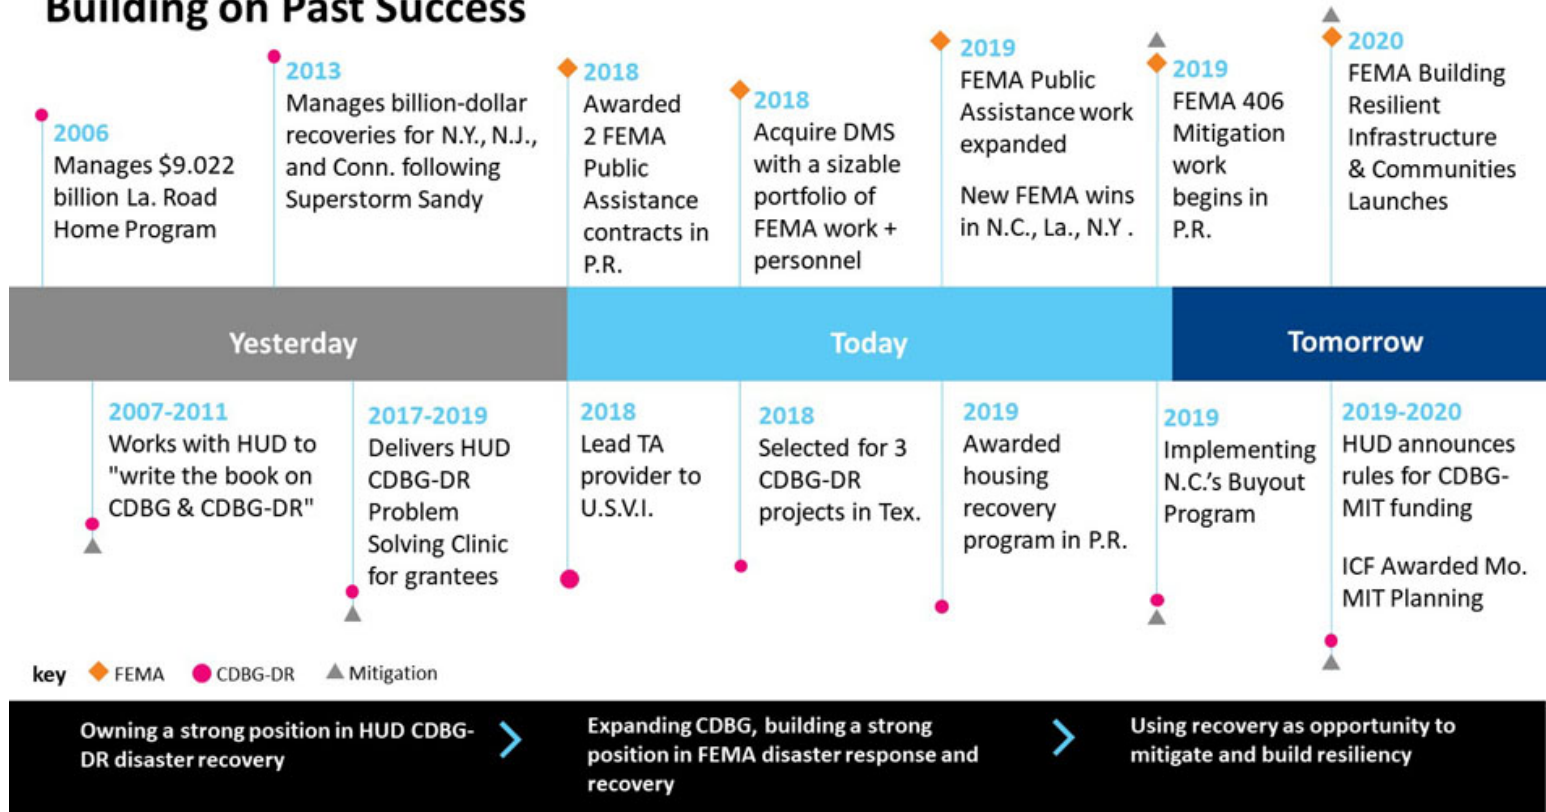 Building on Past Success
2006
Manages $9.022
billion La. Road
Home Program
2013
Manages billion-dollar
recoveries for N.Y., N.J.,
and Conn. following
Superstorm Sandy
2018
Awarded
2 FEMA
Public
Assistance
contracts in
P.R.
2018
Acquire DMS
with a sizable
portfolio of
FEMA work +
personnel
2019
FEMA Public
Assistance work
expanded
New FEMA wins
in N.C., La., N.Y .
2019
FEMA 406
Mitigation
work
begins in
P.R.
2020
FEMA Building
Resilient
Infrastructure
& Communities
Launches
Yesterday
Today
Tomorrow
2007-2011
Works with HUD to
"write the book on
CDBG & CDBG-DR"
2017-2019
Delivers HUD
CDBG-DR
Problem
Solving Clinic
for grantees
2018
Lead TA
provider to
U.S.V.I.
2018
Selected for 3
CDBG-DR
projects in Tex.
2019
Awarded
housing
recovery
program in P.R.
2019
Implementing
N.C.'s Buyout
Program
2019-2020
HUD announces
rules for CDBG-
MIT funding
ICF Awarded Mo.
MIT Planning
key FEMA CDBG-DR Mitigation
Owning a strong position in HUD CDBG-
DR disaster recovery
Expanding CDBG, building a strong
position in FEMA disaster response and
recovery
Using recovery as opportunity to
mitigate and build resiliency